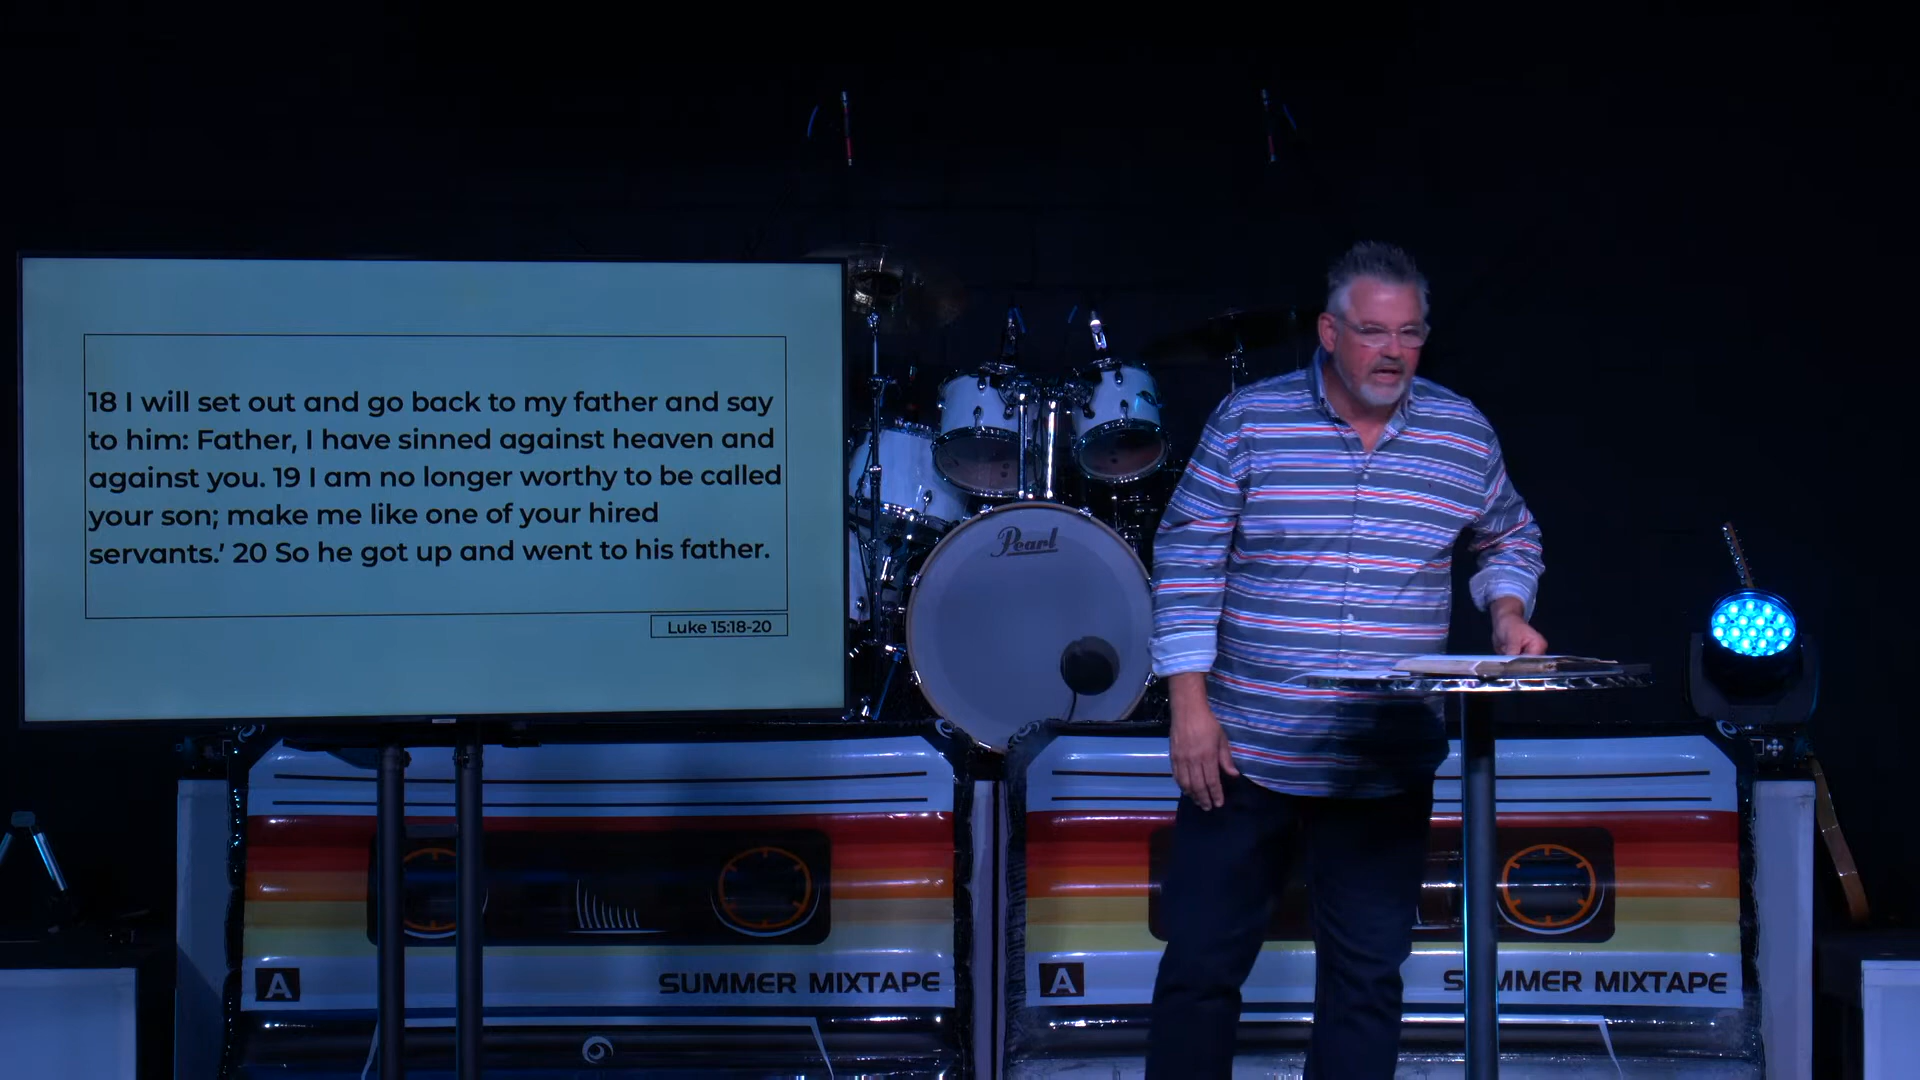 18 I will set out and go back to my father and say
to him: Father, I have sinned against heaven and
against you. 19 I am no longer worthy to be called
your son; make me like one of your hired
servants.’ 20 So he got up and went to his father.
Luke 15:18-20
Pearl
A
SUMMER MIXTAPE
A
SUMMER MIXTAPE